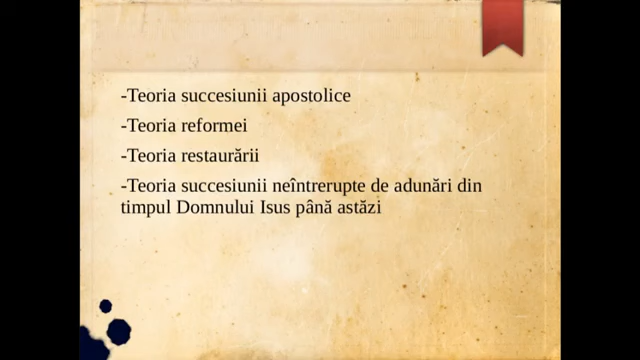 -Teoria succesiunii apostolice
-Teoria reformei
-Teoria restaurării
-Teoria succesiunii neîntrerupte de adunări din
timpul Domnului Isus până astăzi